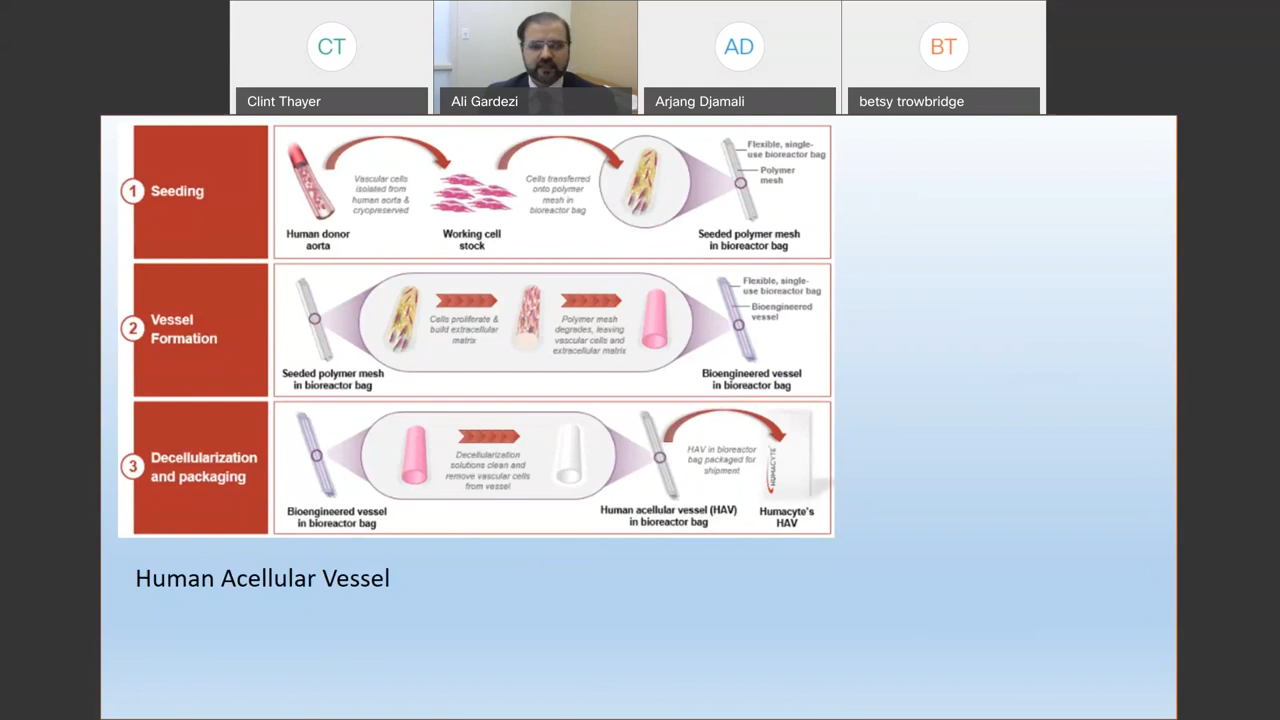 CT
AD
BT
Clint Thayer
Ali Gardezi
Arjang Djamali
betsy trowbridge
1
Seeding
Human donor
aorta
Vascular cells
isolated from
human aorta &
cryopreserved
Working cell
stock
Cells transferred
onto polymer
mesh in
bioreactor bag
Flexible, single-
use bioreactor bag
Polymer
mesh
Seeded polymer mesh
in bioreactor bag
2
Vessel
Formation
Seeded polymer mesh
in bioreactor bag
Cells proliferate &
build extracellular
matrix
Polymer mesh
degrades, leaving
vascular cells and
extracellular matrix
Flexible, single-
use bioreactor bag
Bioengineered
vessel
Bioengineered vessel
in bioreactor bag
3
Decellularization
and packaging
Bioengineered vessel
in bioreactor bag
Decellularization
solutions clean and
remove vascular cells
from vessel
Human acellular vessel (HAV)
in bioreactor bag
HAV in bioreactor
bag packaged for
shipment
HUMACYTE
Humacyte's
HAV
Human Acellular Vessel